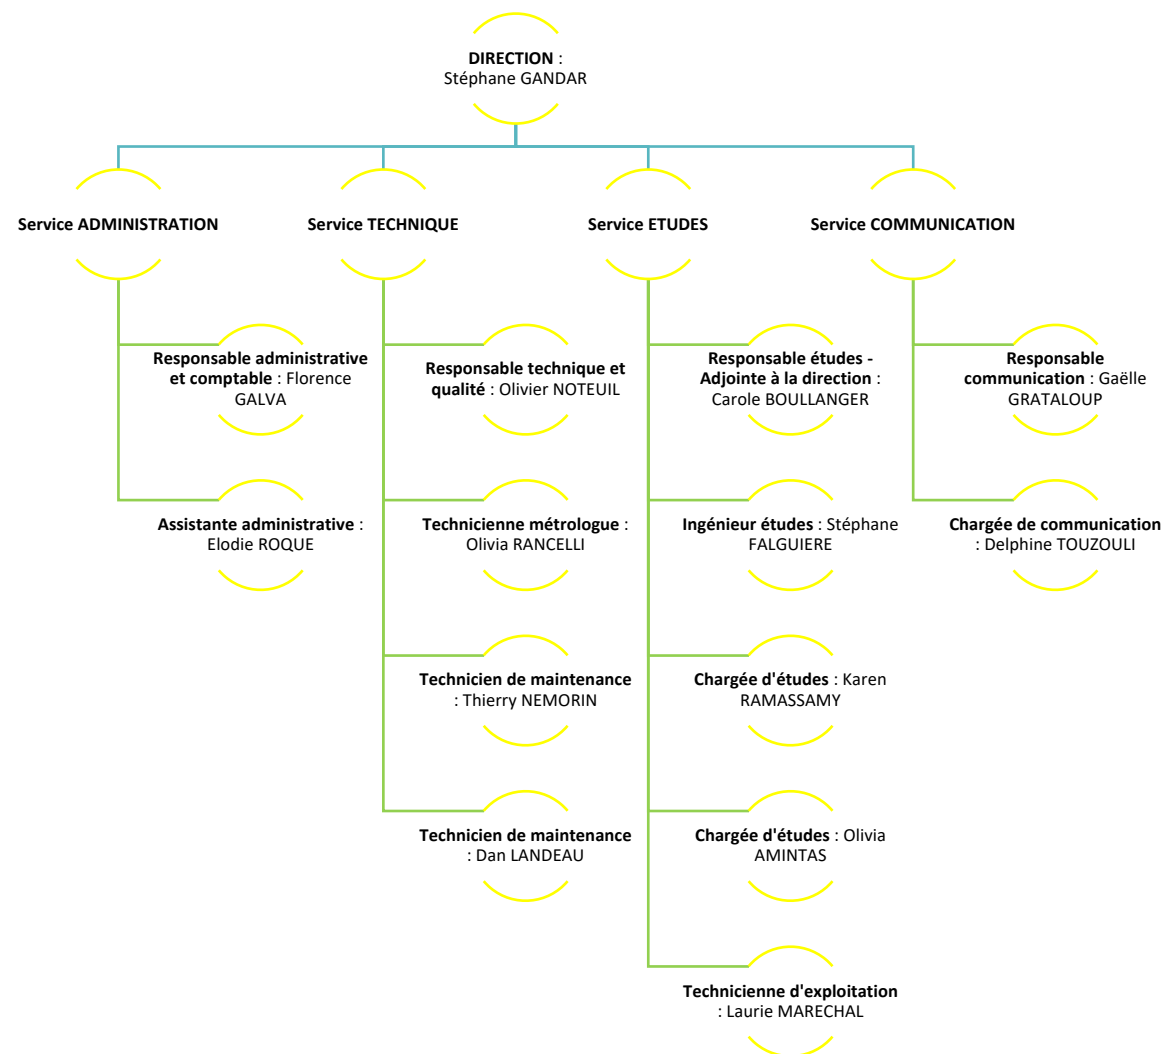 DIRECTION :
Stéphane GANDAR
Service ADMINISTRATION
Service TECHNIQUE
Service ETUDES
Service COMMUNICATION
Responsable administrative
et comptable : Florence
GALVA
Responsable technique et
qualité : Olivier NOTEUIL
Responsable études -
Adjointe à la direction :
Carole BOULLANGER
Responsable
communication : Gaëlle
GRATALOUP
Assistante administrative :
Elodie ROQUE
Technicienne métrologue :
Olivia RANCELLI
Ingénieur études : Stéphane
FALGUIERE
Chargée de communication
: Delphine TOUZOULI
Technicien de maintenance
: Thierry NEMORIN
Chargée d'études : Karen
RAMASSAMY
Technicien de maintenance
: Dan LANDEAU
Chargée d'études : Olivia
AMINTAS
Technicienne d'exploitation
: Laurie MARECHAL